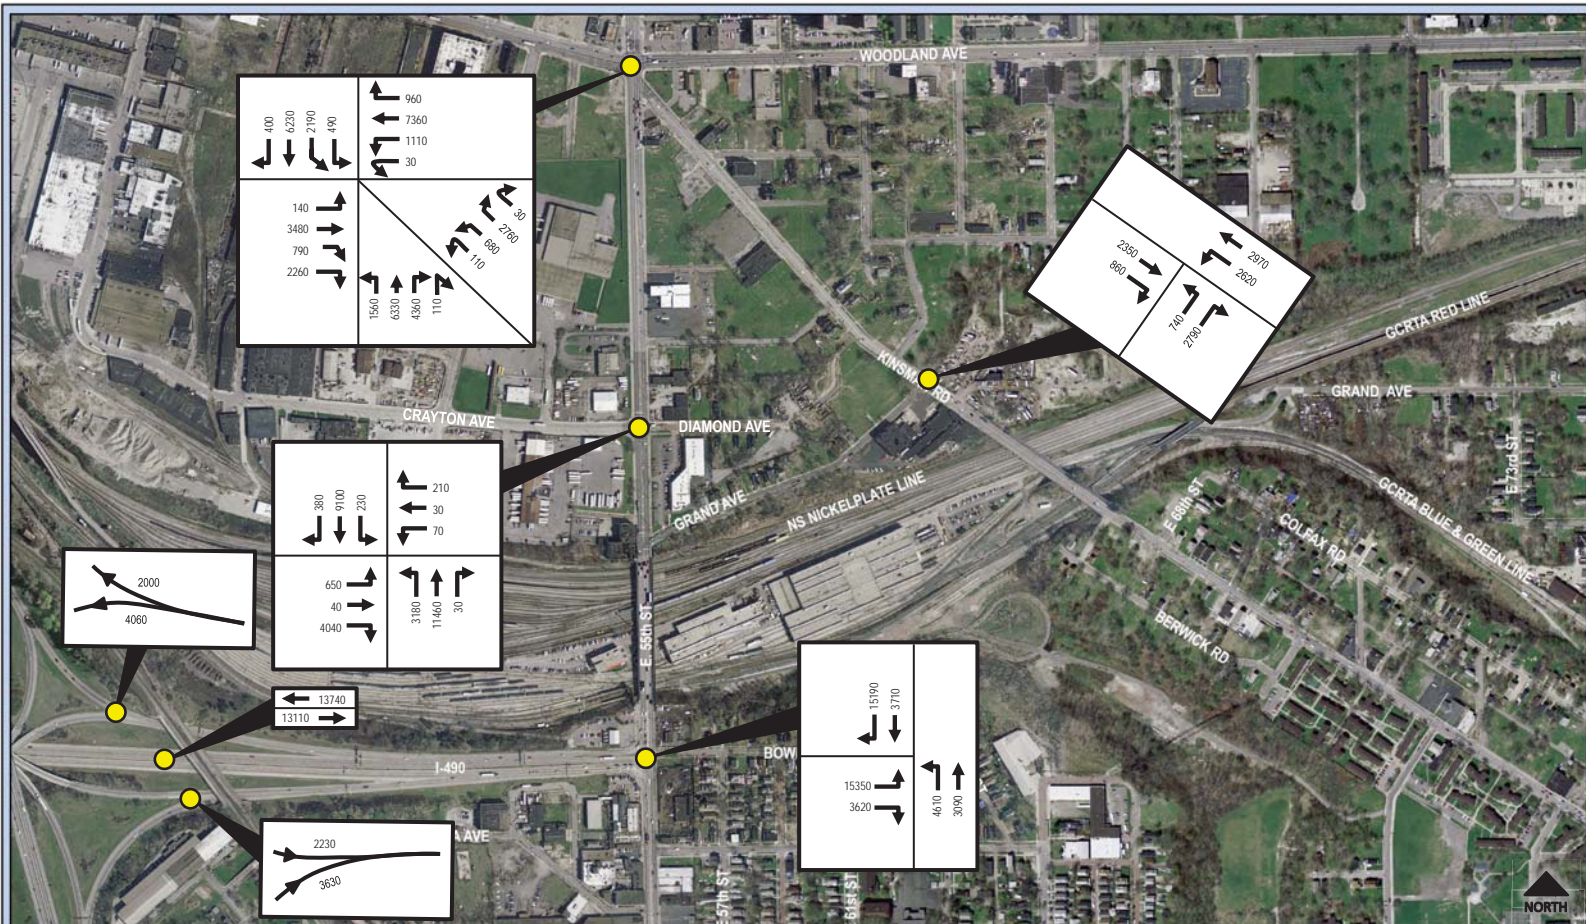 WOODLAND AVE
400
6230
2190
490
960
7360
1110
30
140
3480
790
2260
1560
6330
4360
110
30
2760
680
110
2350
860
2970
2620
740
2790
GCRTA RED LINE
KINSMAN RD
GRAND AVE
CRAYTON AVE
DIAMOND AVE
E 73rd ST
GRAND AVE
NS NICKELPLATE LINE
E 68th ST
GCRTA BLUE & GREEN LINE
COLFAX RD
380
9100
230
210
30
70
650
40
4040
3180
11460
30
2000
4060
E. 55th ST
BERWICK RD
13740
13110
15190
3710
15350
3620
4610
3090
BOW
I-490
A AVE
2230
3630
E 57th ST
61st ST
NORTH